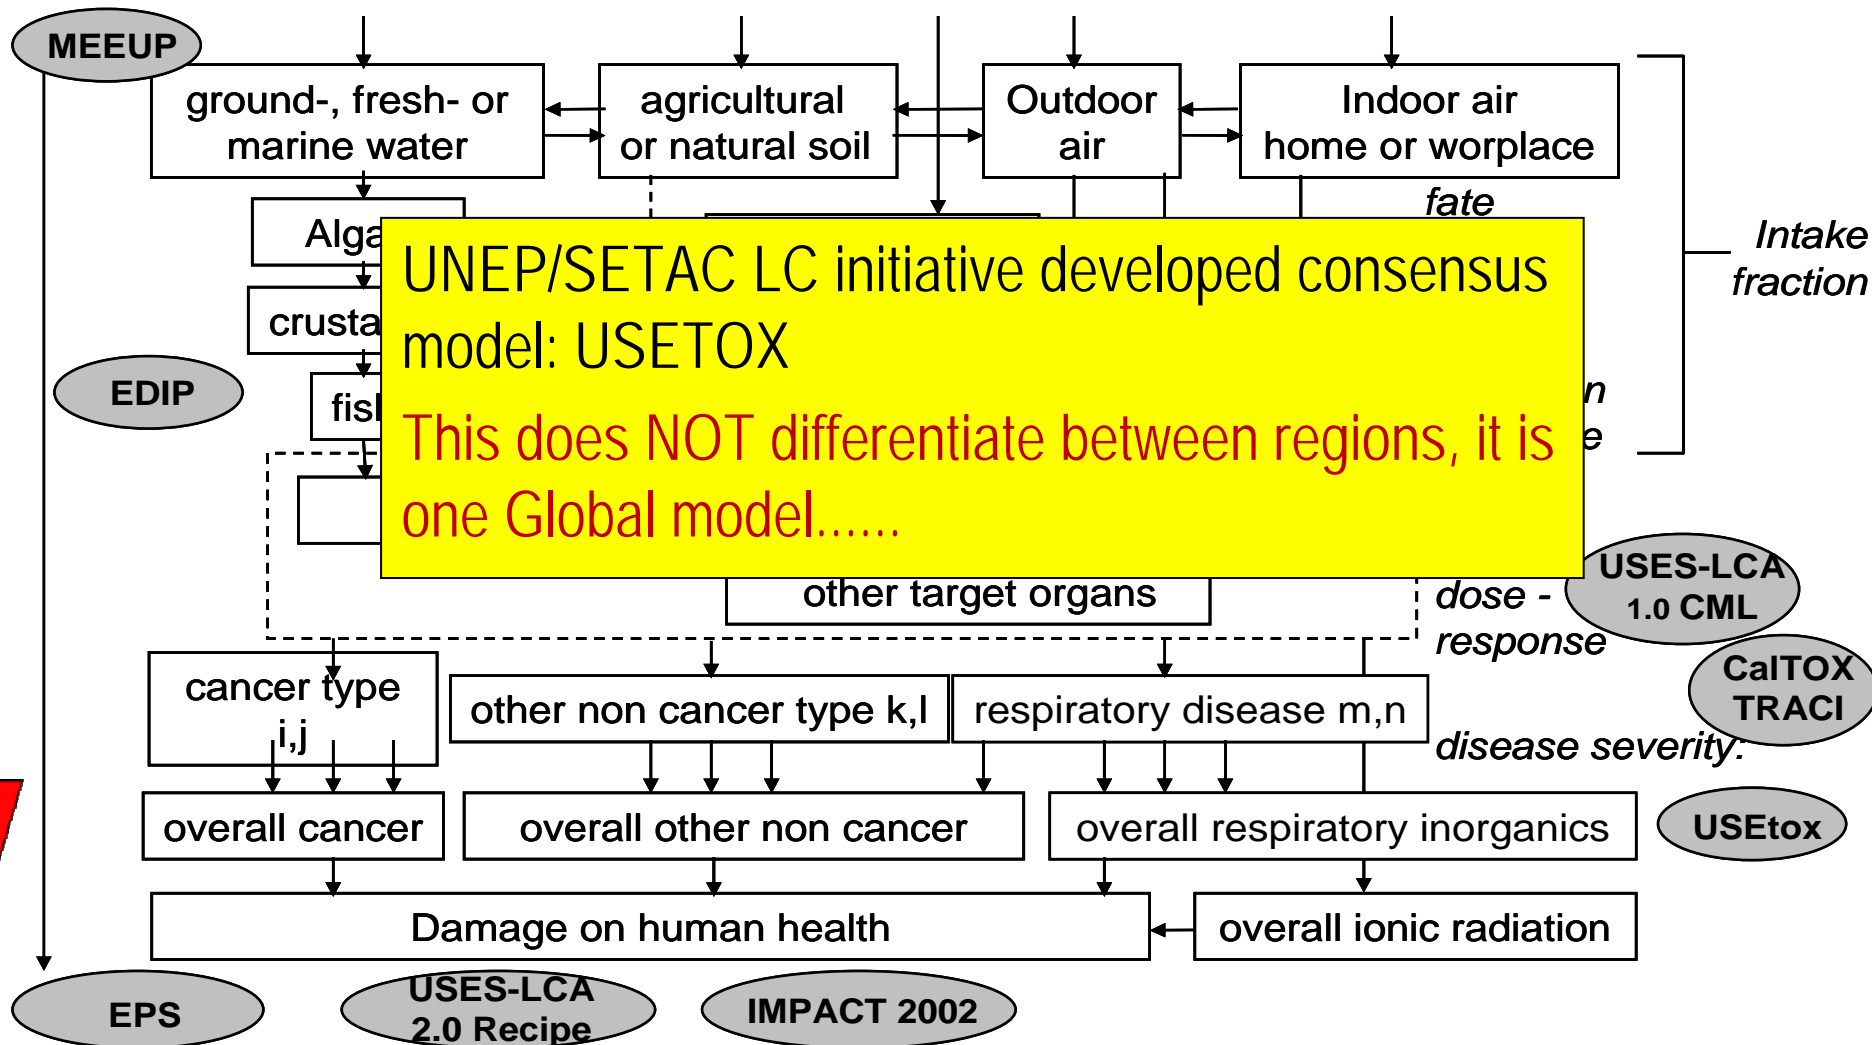 MEEUP
ground-, fresh- or
marine water
agricultural
or natural soil
Outdoor
air
Indoor air
home or worplace
fate
Intake
fraction
UNEP/SETAC LC initiative developed consensus
model: USETOX
This does NOT differentiate between regions, it is
one Global model......
EDIP
other target organs
dose -
response
USES-LCA
1.0 CML
CalTOX
TRACI
cancer type
i,j
other non cancer type k,l
respiratory disease m,n
disease severity:
overall cancer
overall other non cancer
overall respiratory inorganics
USEtox
Damage on human health
overall ionic radiation
EPS
USES-LCA
2.0 Recipe
IMPACT 2002